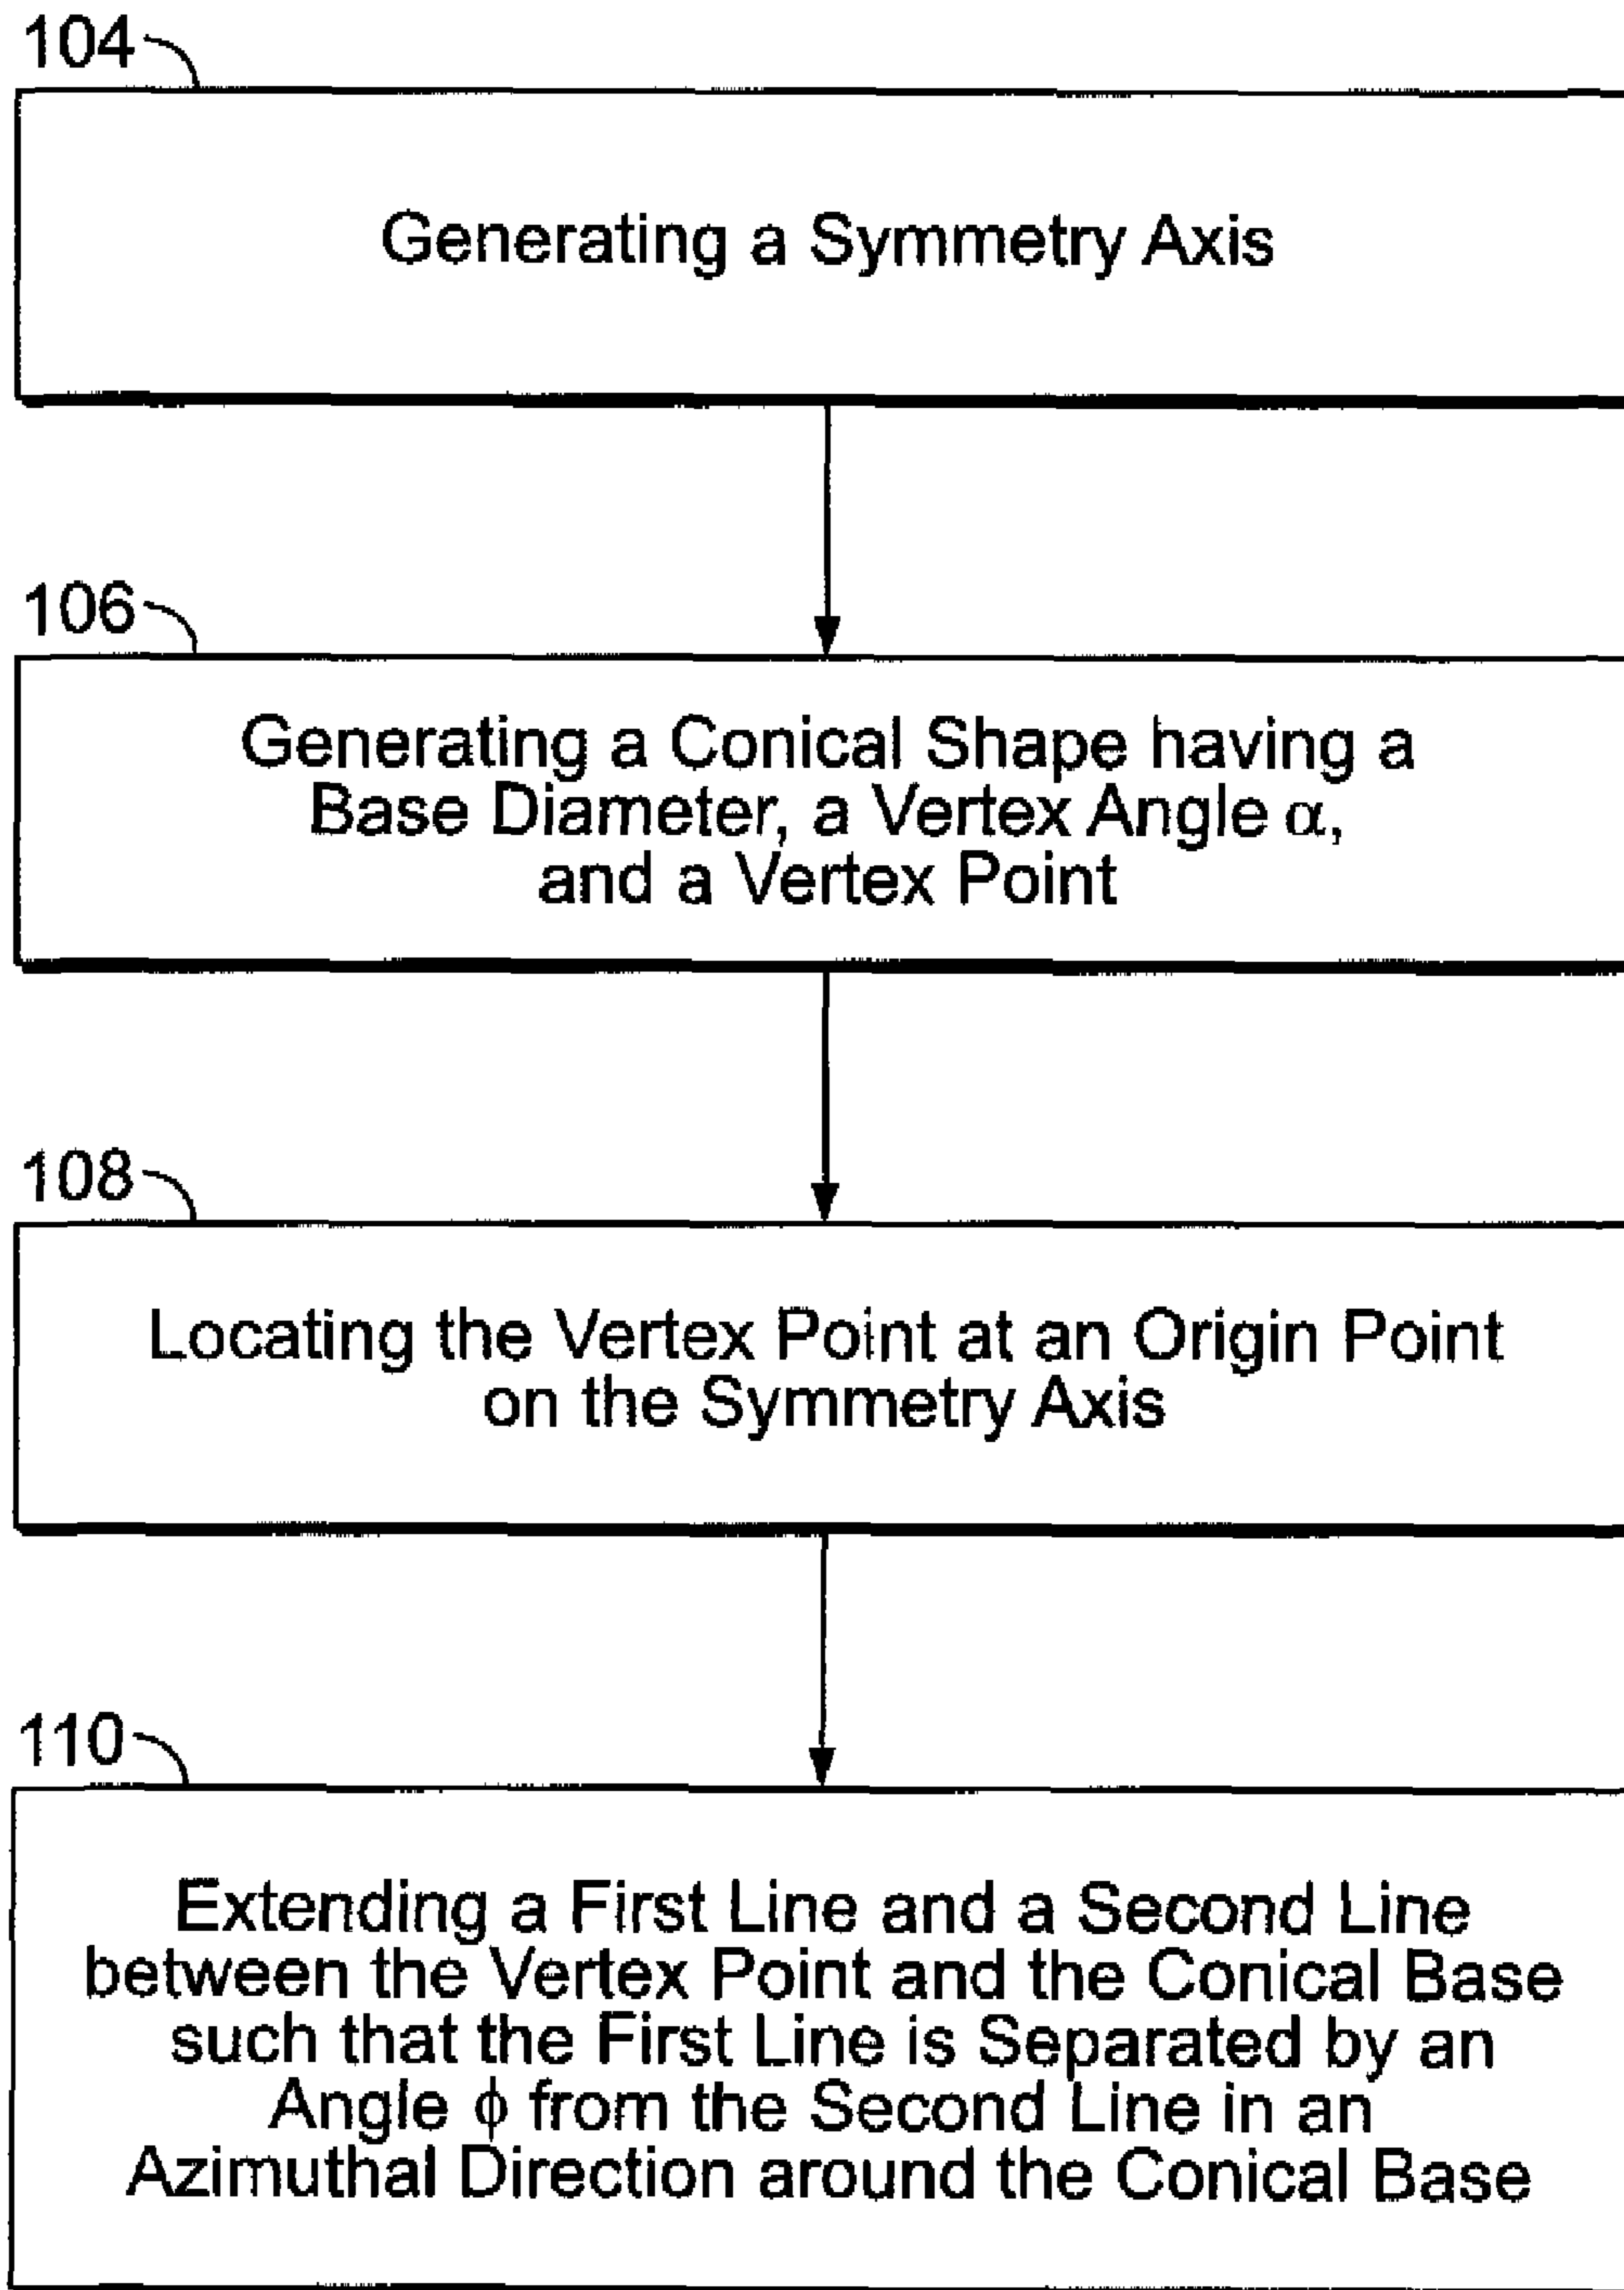 104
Generating a Symmetry Axis
106
Generating a Conical Shape having a
Base Diameter, a Vertex Angle α,
and a Vertex Point
108
Locating the Vertex Point at an Origin Point
on the Symmetry Axis
110
Extending a First Line and a Second Line
between the Vertex Point and the Conical Base
such that the First Line is Separated by an
Angle ϕ from the Second Line in an
Azimuthal Direction around the Conical Base